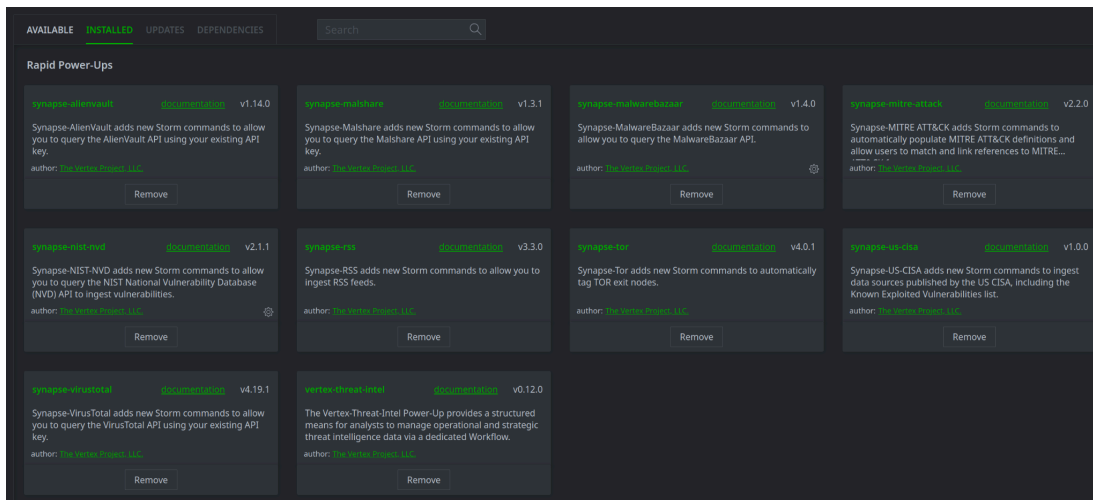 AVAILABLE INSTALLED UPDATES DEPENDENCIES Search
Rapid Power-Ups
synapse-alienvault documentation v1.14.0
Synapse-AlienVault adds new Storm commands to allow
you to query the AlienVault API using your existing API
key.
author: The Vertex Project, LLC.
Remove
synapse-malshare documentation v1.3.1
Synapse-Malshare adds new Storm commands to allow
you to query the Malshare API using your existing API
key.
author: The Vertex Project, LLC.
Remove
synapse-malwarebazaar documentation v1.4.0
Synapse-MalwareBazaar adds new Storm commands to
allow you to query the MalwareBazaar API.
author: The Vertex Project, LLC.
Remove
synapse-mitre-attack documentation v2.2.0
Synapse-MITRE ATT&CK adds Storm commands to
automatically populate MITRE ATT&CK definitions and
allow users to match and link references to MITRE...
author: The Vertex Project, LLC.
Remove
synapse-nist-nvd documentation v2.1.1
Synapse-NIST-NVD adds new Storm commands to allow
you to query the NIST National Vulnerability Database
(NVD) API to ingest vulnerabilities.
author: The Vertex Project, LLC.
Remove
synapse-rss documentation v3.3.0
Synapse-RSS adds new Storm commands to allow you to
ingest RSS feeds.
author: The Vertex Project, LLC.
Remove
synapse-tor documentation v4.0.1
Synapse-Tor adds new Storm commands to automatically
tag TOR exit nodes.
author: The Vertex Project, LLC.
Remove
synapse-us-cisa documentation v1.0.0
Synapse-US-CISA adds new Storm commands to ingest
data sources published by the US CISA, including the
Known Exploited Vulnerabilities list.
author: The Vertex Project, LLC.
Remove
synapse-virustotal documentation v4.19.1
Synapse-VirusTotal adds new Storm commands to allow
you to query the VirusTotal API using your existing API
key.
author: The Vertex Project, LLC.
Remove
vertex-threat-intel documentation v0.12.0
The Vertex-Threat-Intel Power-Up provides a structured
means for analysts to manage operational and strategic
threat intelligence data via a dedicated Workflow.
author: The Vertex Project, LLC.
Remove